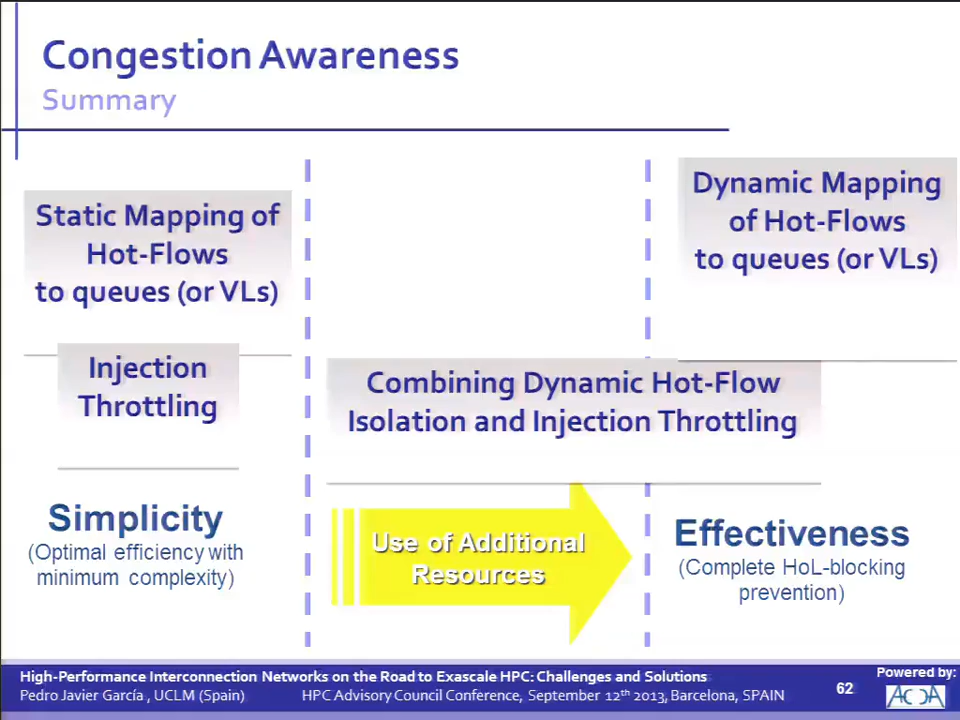 Congestion Awareness
Summary
Static Mapping of
Hot-Flows
to queues (or VLs)
Dynamic Mapping
of Hot-Flows
to queues (or VLs)
Injection
Throttling
Combining Dynamic Hot-Flow
Isolation and Injection Throttling
Simplicity
(Optimal efficiency with
minimum complexity)
Use of Additional
Resources
Effectiveness
(Complete HoL-blocking
prevention)
High-Performance Interconnection Networks on the Road to Exascale HPC: Challenges and Solutions
Pedro Javier García , UCLM (Spain)
HPC Advisory Council Conference, September 12th 2013, Barcelona, SPAIN
62
Powered by: